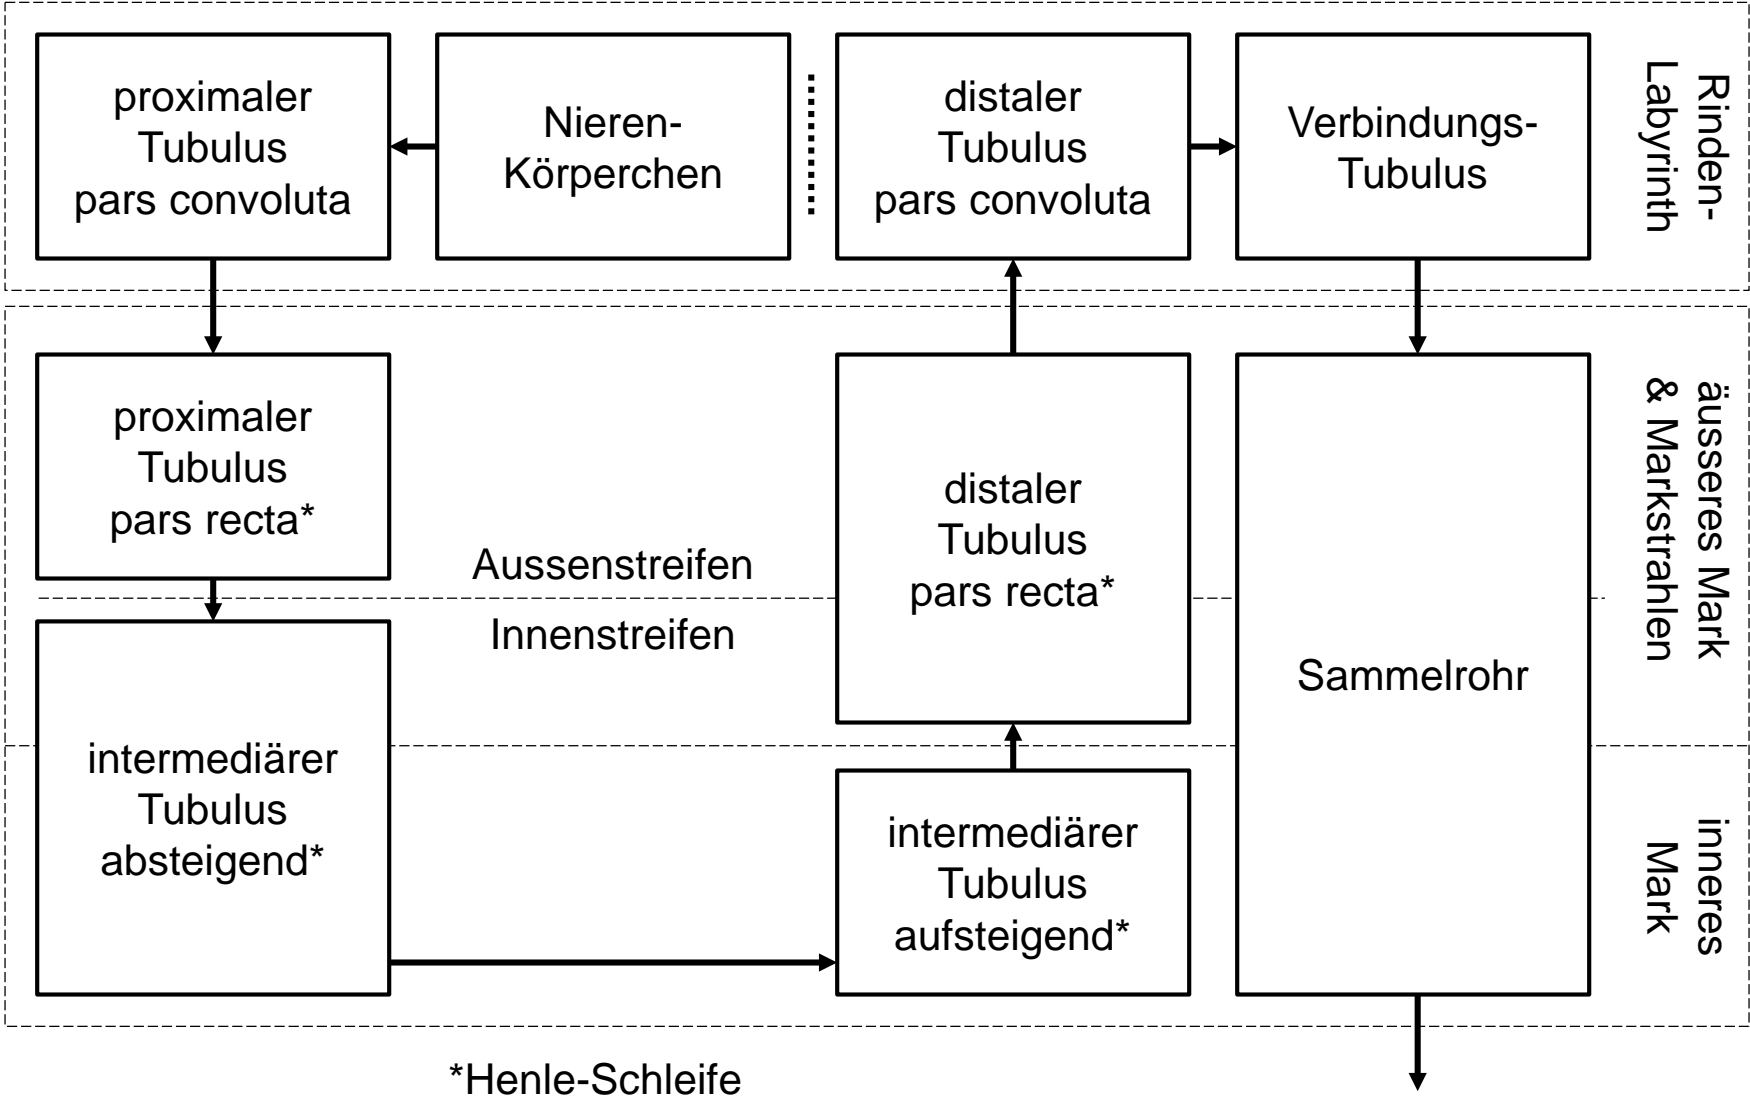 proximaler
Tubulus
pars convoluta
Nieren-
Körperchen
distaler
Tubulus
pars convoluta
Verbindungs-
Tubulus
Rinden-
Labyrinth
proximaler
Tubulus
pars recta*
Aussenstreifen
Innenstreifen
distaler
Tubulus
pars recta*
Sammelrohr
äusseres Mark
& Markstrahlen
intermediärer
Tubulus
absteigend*
intermediärer
Tubulus
aufsteigend*
inneres
Mark
*Henle-Schleife